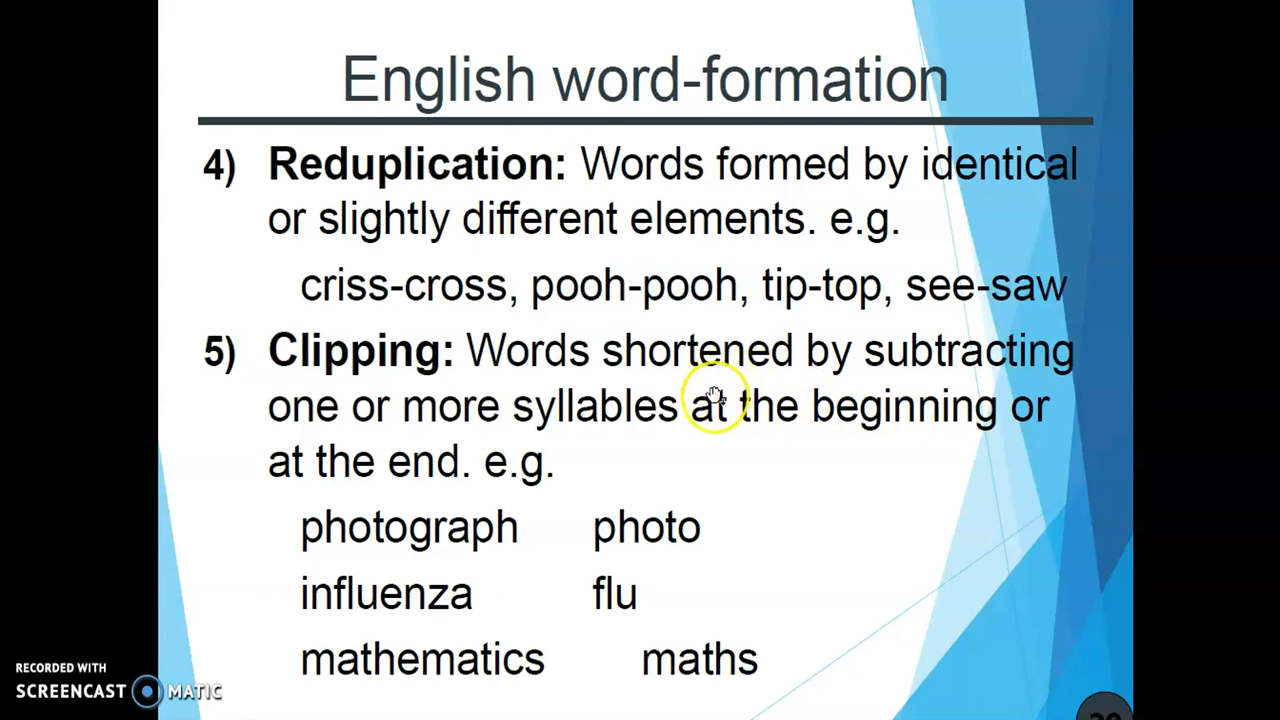 English word-formation
4) Reduplication: Words formed by identical
or slightly different elements. e.g.
criss-cross, pooh-pooh, tip-top, see-saw
5) Clipping: Words shortened by subtracting
one or more syllables at the beginning or
at the end. e.g.
photograph photo
influenza flu
mathematics maths
RECORDED WITH
SCREENCAST MATIC